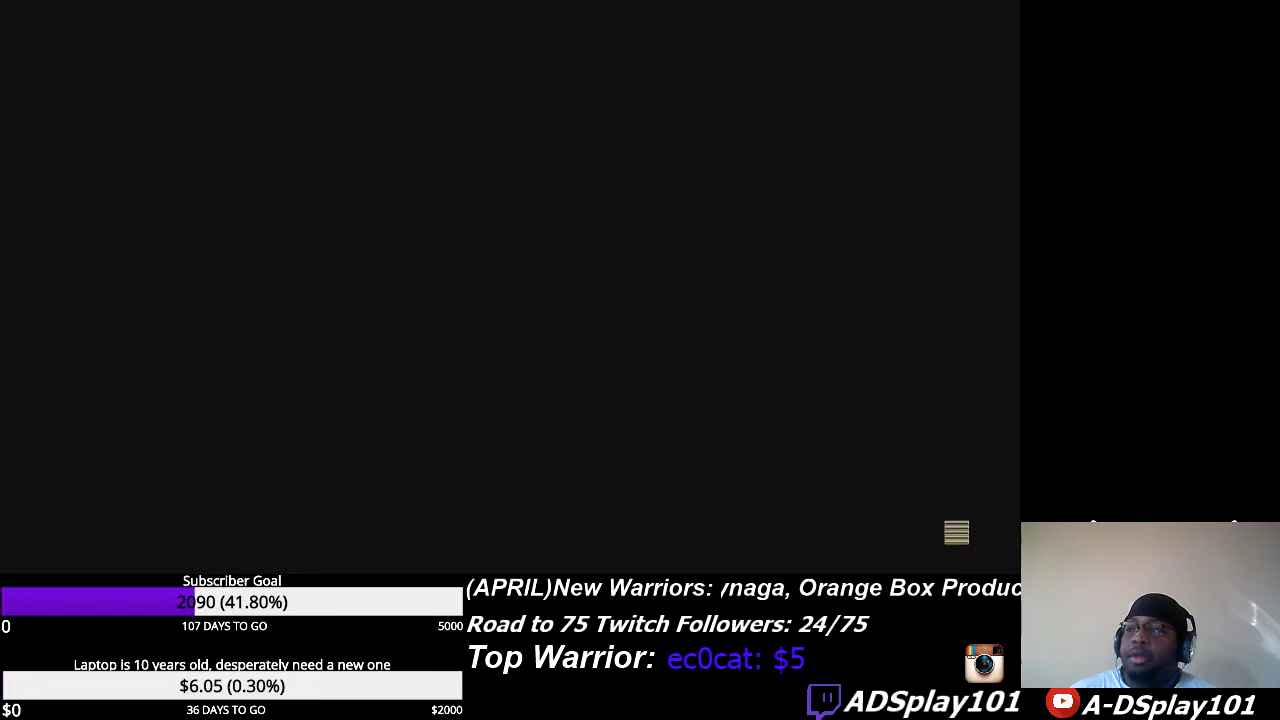 Subscriber Goal
2090 (41.80%)
0
107 DAYS TO GO
5000
Laptop is 10 years old, desperately need a new one
$6.05 (0.30%)
$0
36 DAYS TO GO
$2000
(APRIL)New Warriors: ynaga, Orange Box Produc
Road to 75 Twitch Followers: 24/75
Top Warrior: ec0cat: $5
ADSplay101
A-DSplay101